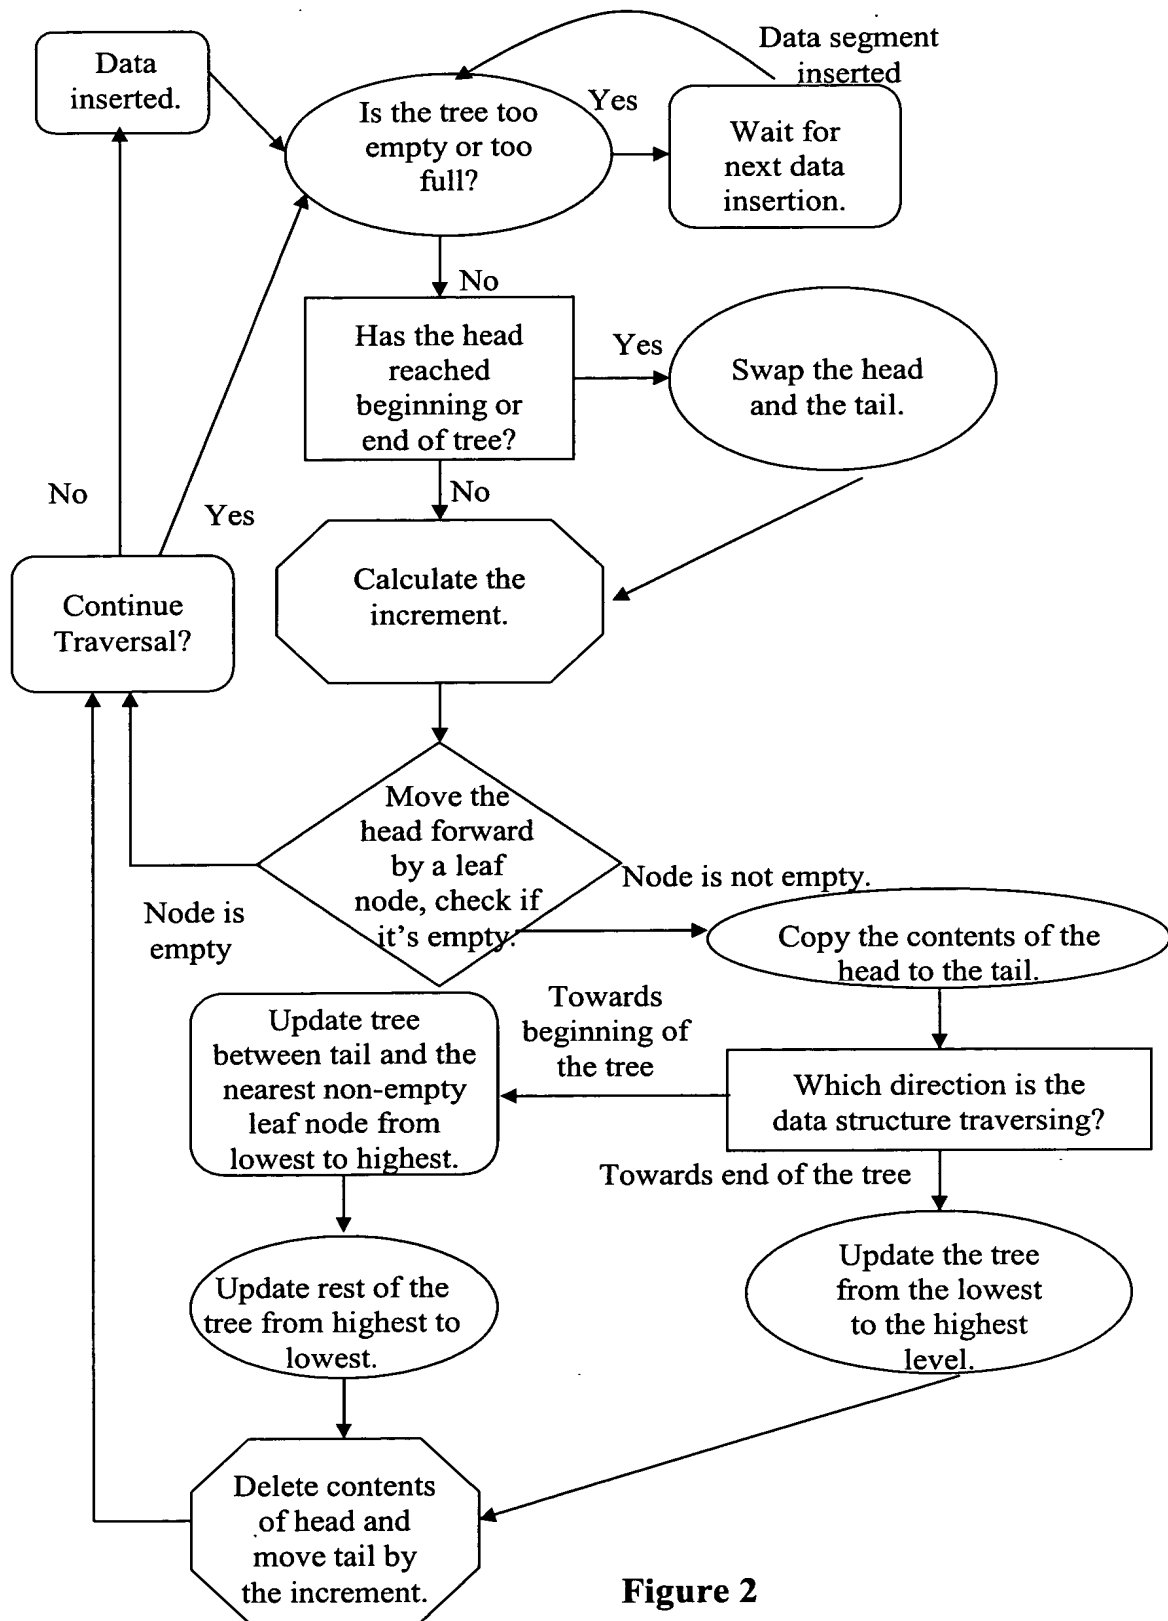 Data
inserted.
Is the tree too
empty or too
full?
Yes
Data segment
inserted
Wait for
next data
insertion.
No
Has the head
reached
beginning or
end of tree?
Yes
Swap the head
and the tail.
No
No
Yes
Continue
Traversal?
Calculate the
increment.
Move the
head forward
by a leaf
node, check if
it's empty.
Node is
empty
Node is not empty.
Copy the contents of the
head to the tail.
Which direction is the
data structure traversing?
Towards
beginning of
the tree
Update tree
between tail and the
nearest non-empty
leaf node from
lowest to highest.
Towards end of the tree
Update the tree
from the lowest
to the highest
level.
Update rest of the
tree from highest to
lowest.
Delete contents
of head and
move tail by
the increment.
Figure 2